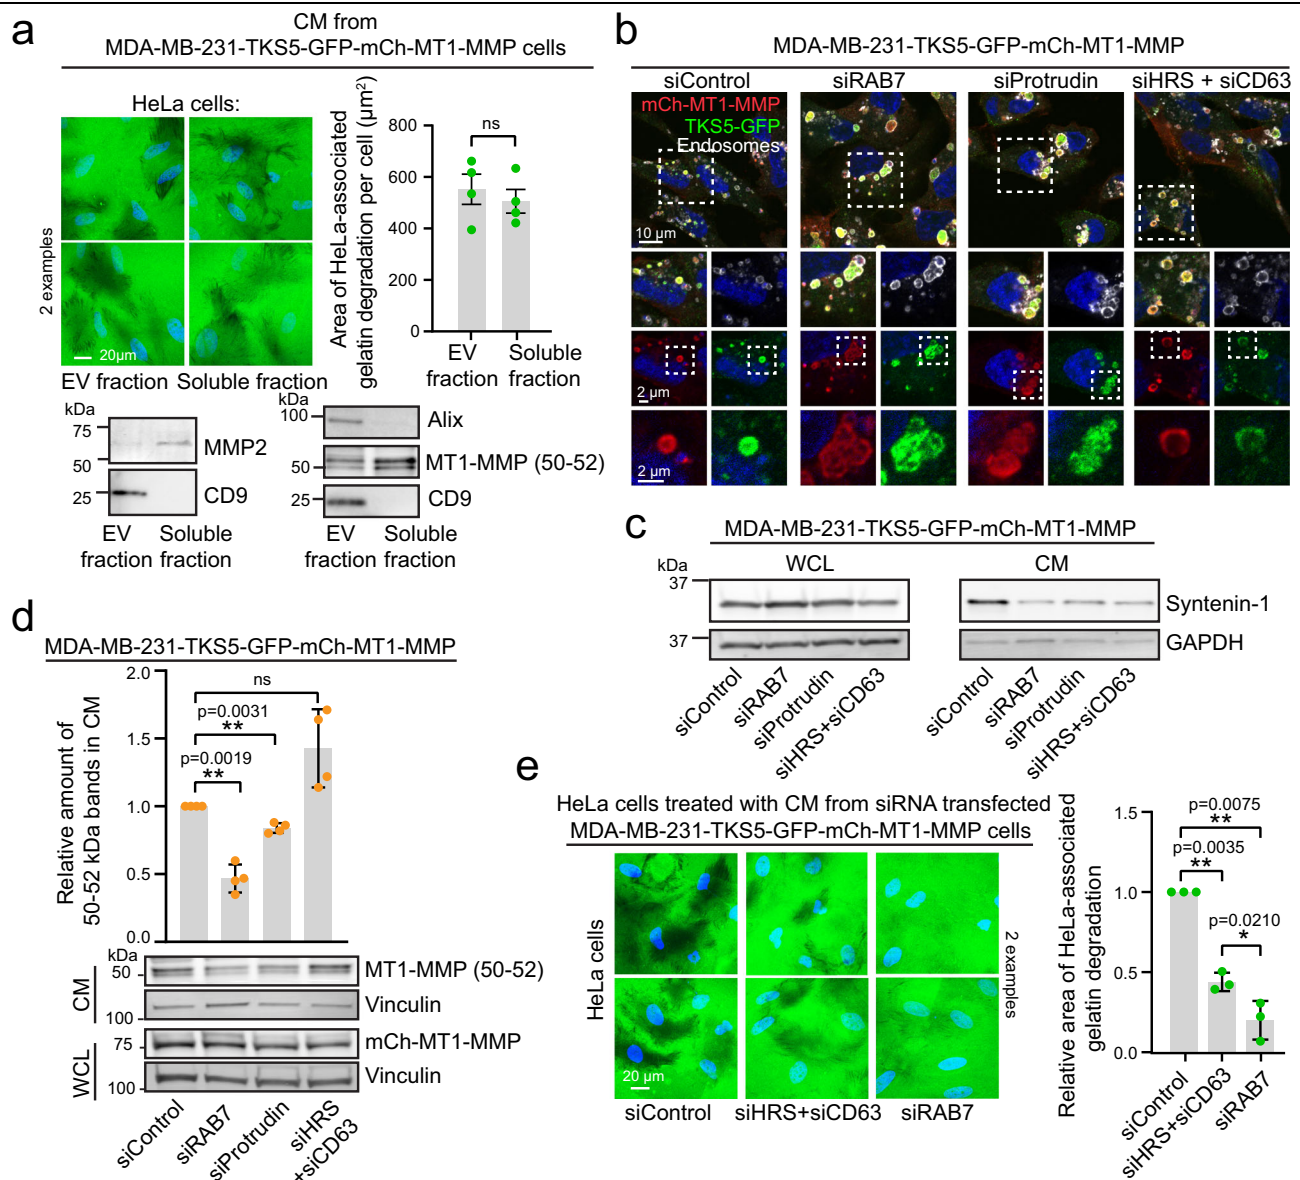 a
CM from
MDA-MB-231-TKS5-GFP-mCh-MT1-MMP cells
HeLa cells:
2 examples
20μm
EV fraction
Soluble fraction
Area of HeLa-associated
gelatin degradation per cell (μm²)
800
600
400
200
0
ns
EV
fraction
Soluble
fraction
kDa
75
50
25
MMP2
CD9
EV
fraction
Soluble
fraction
100
50
25
Alix
MT1-MMP (50-52)
CD9
EV
fraction
Soluble
fraction
b
MDA-MB-231-TKS5-GFP-mCh-MT1-MMP
siControl
siRAB7
siProtrudin
siHRS + siCD63
mCh-MT1-MMP
TKS5-GFP
Endosomes
10 μm
2 μm
2 μm
c
MDA-MB-231-TKS5-GFP-mCh-MT1-MMP
WCL
CM
kDa
37
37
Syntenin-1
GAPDH
siControl
siRAB7
siProtrudin
siHRS+siCD63
siControl
siRAB7
siProtrudin
siHRS+siCD63
d
MDA-MB-231-TKS5-GFP-mCh-MT1-MMP
Relative amount of
50-52 kDa bands in CM
2.0
1.5
1.0
0.5
0.0
ns
p=0.0031
**
p=0.0019
**
kDa
50
100
75
100
CM
WCL
MT1-MMP (50-52)
Vinculin
mCh-MT1-MMP
Vinculin
siControl
siRAB7
siProtrudin
siHRS
+siCD63
e
HeLa cells treated with CM from siRNA transfected
MDA-MB-231-TKS5-GFP-mCh-MT1-MMP cells
HeLa cells
2 examples
20 μm
siControl
siHRS+siCD63
siRAB7
Relative area of HeLa-associated
gelatin degradation
1.5
1.0
0.5
0.0
p=0.0075
**
p=0.0035
**
p=0.0210
*
siControl
siHRS+siCD63
siRAB7